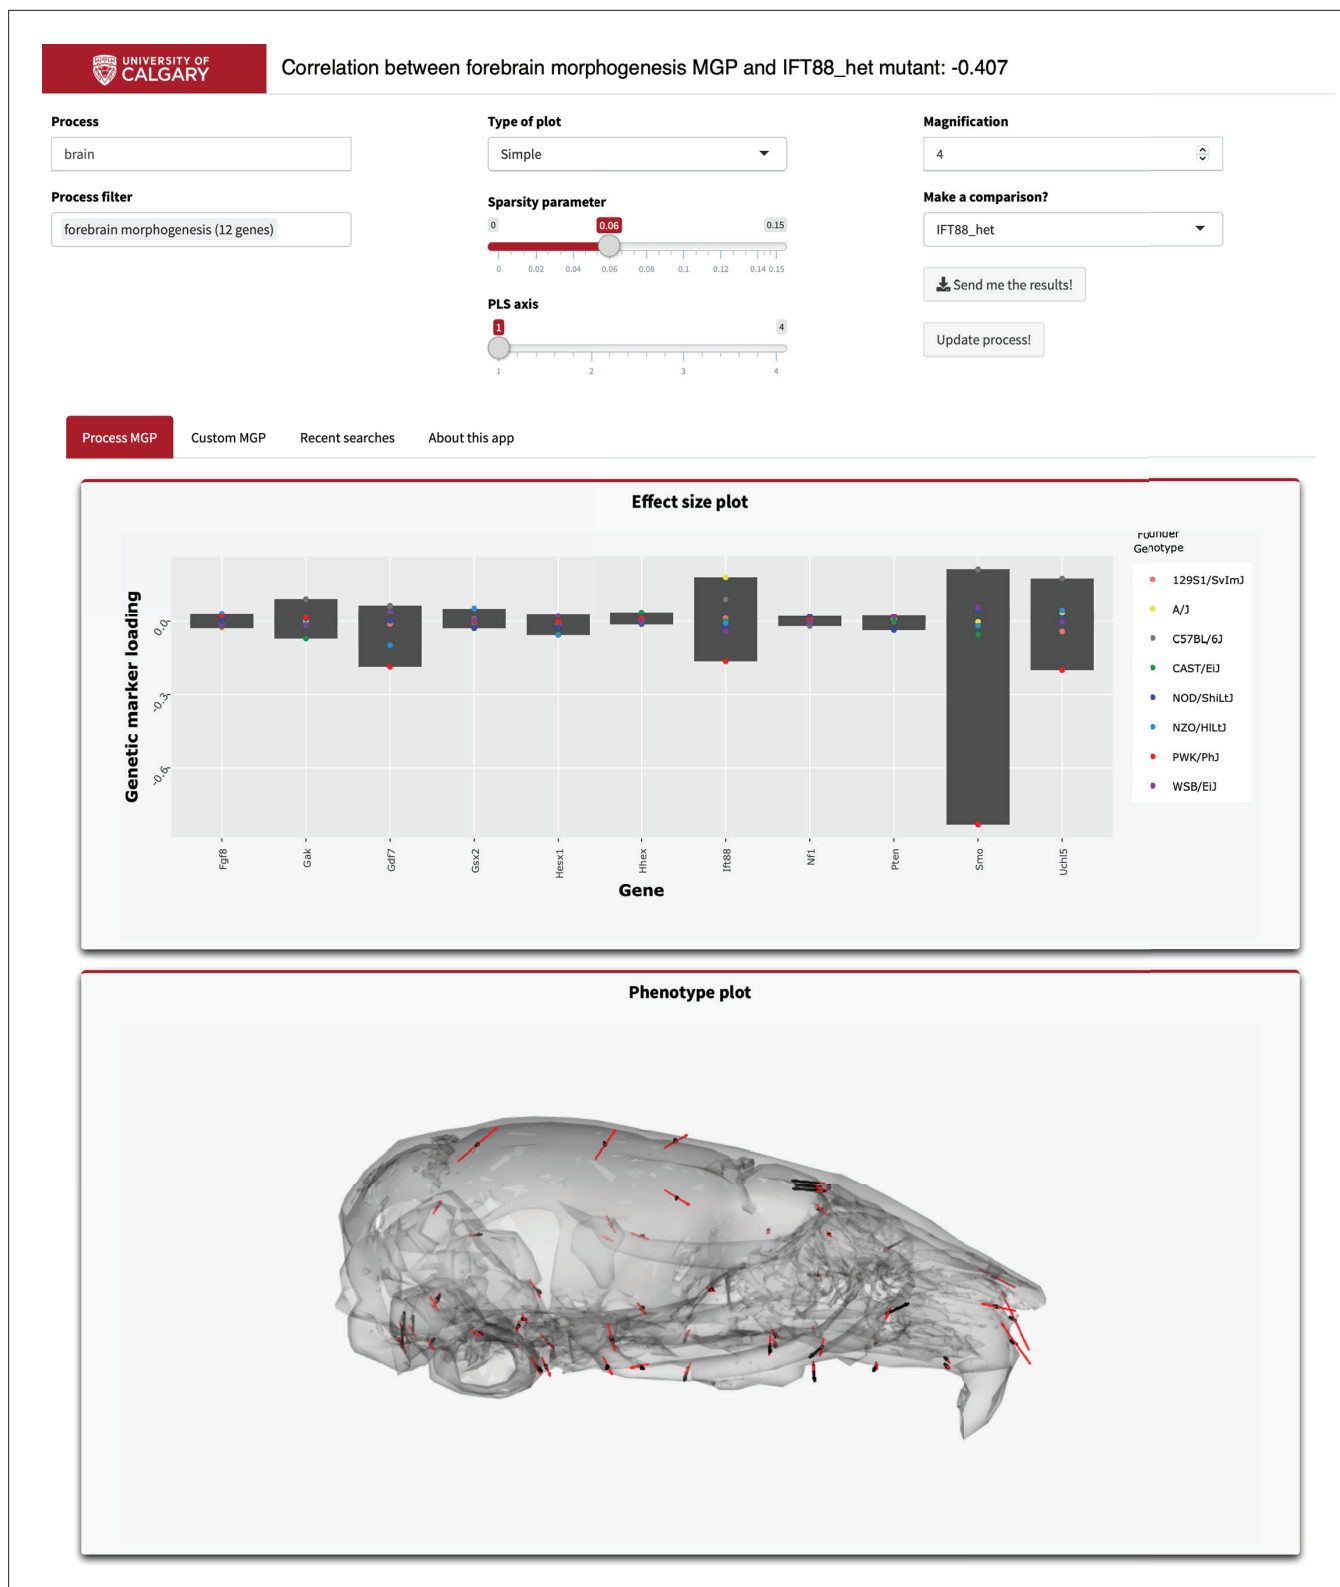 UNIVERSITY OF
CALGARY
Correlation between forebrain morphogenesis MGP and IFT88_het mutant: -0.407
Process
brain
Process filter
forebrain morphogenesis (12 genes)
Type of plot
Simple
Sparsity parameter
0 0.06 0.15
0 0.02 0.04 0.06 0.08 0.1 0.12 0.14 0.15
PLS axis
1 4
1 2 3 4
Magnification
4
Make a comparison?
IFT88_het
Send me the results!
Update process!
Process MGP Custom MGP Recent searches About this app
Effect size plot
Genetic marker loading
0.0
-0.3
-0.6
Fgf8 Gak Gdf7 Gsx2 Hesx1 Hhex Ift88 Nf1 Pten Smo Uchl5
Gene
Founder
Genotype
129S1/SvImJ
A/J
C57BL/6J
CAST/EiJ
NOD/ShiLtJ
NZO/HlLtJ
PWK/PhJ
WSB/EiJ
Phenotype plot